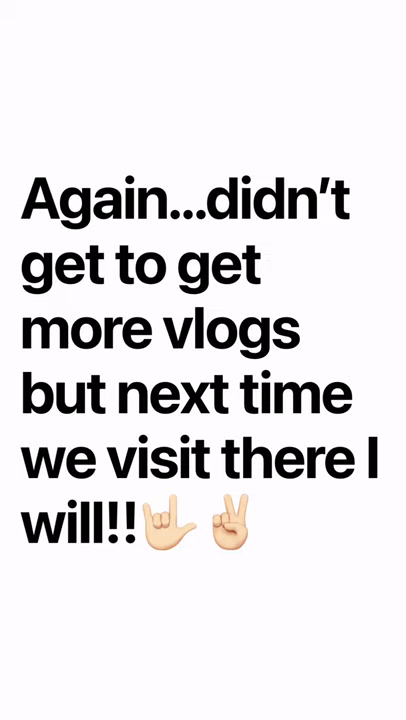 Again...didn’t
get to get
more vlogs
but next time
we visit there I
will!!🤟🏻✌🏻